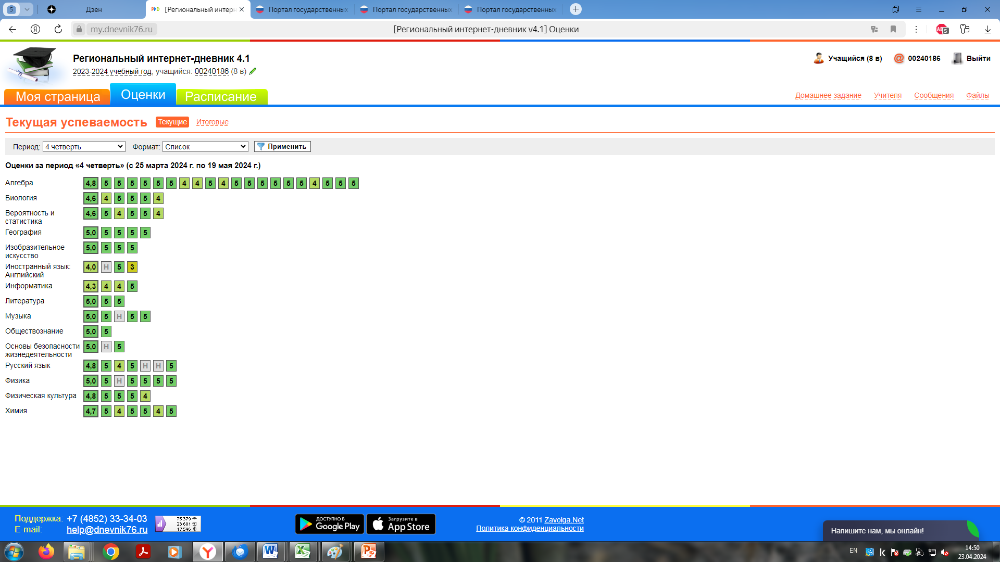 5 Дзен РИD [Региональный интерн Портал государственных Портал государственных Портал государственных
my.dnevnik76.ru [Региональный интернет-дневник v4.1] Оценки 5
Региональный интернет-дневник 4.1
2023-2024 учебный год, учащийся: 00240186 (8 в)
Учащийся (8 в) 00240186 Выйти
Моя страница Оценки Расписание
Домашнее задание Учителя Сообщения Файлы
Текущая успеваемость Текущие Итоговые
Период: 4 четверть Формат: Список Применить
Оценки за период «4 четверть» (с 25 марта 2024 г. по 19 мая 2024 г.)
Алгебра 4,8 5 5 5 5 5 5 4 4 5 4 5 5 5 5 5 5 4 5 5 5
Биология 4,6 4 5 5 5 4
Вероятность и
статистика 4,6 5 4 5 5 4
География 5,0 5 5 5 5
Изобразительное
искусство 5,0 5 5 5
Иностранный язык:
Английский 4,0 Н 5 3
Информатика 4,3 4 4 5
Литература 5,0 5 5
Музыка 5,0 5 Н 5 5
Обществознание 5,0 5
Основы безопасности
жизнедеятельности 5,0 Н 5
Русский язык 4,8 5 4 5 Н Н 5
Физика 5,0 5 Н 5 5 5 5
Физическая культура 4,8 5 5 5 4
Химия 4,7 5 4 5 5 4 5
Поддержка: +7 (4852) 33-34-03
E-mail: help@dnevnik76.ru
75 379
23 601
17 546
ДОСТУПНО В
Google Play
Загрузите в
App Store
© 2011 Zavolga.Net
Политика конфиденциальности
Напишите нам, мы онлайн!
EN
14:50
23.04.2024